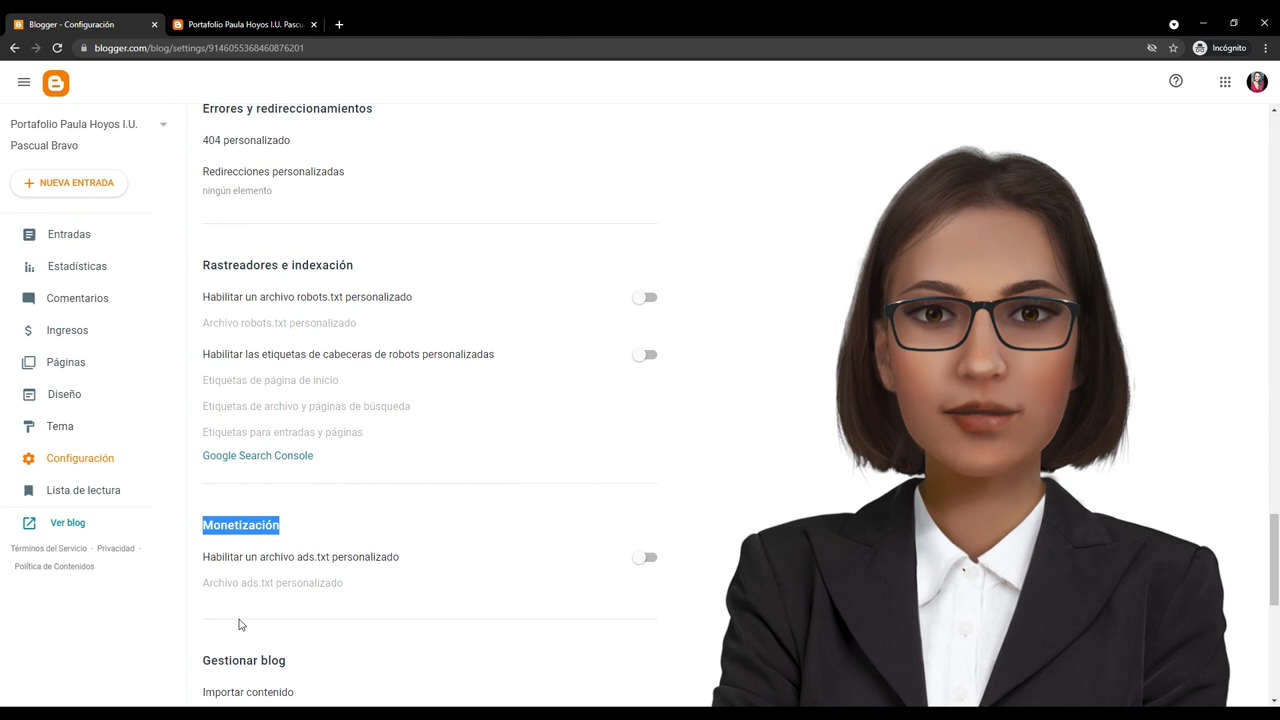 Blogger - Configuración
Portafolio Paula Hoyos I.U. Pascu
blogger.com/blog/settings/9146055368460876201
Incógnito
Portafolio Paula Hoyos I.U.
Pascual Bravo
NUEVA ENTRADA
Entradas
Estadísticas
Comentarios
Ingresos
Páginas
Diseño
Tema
Configuración
Lista de lectura
Ver blog
Términos del Servicio · Privacidad ·
Política de Contenidos
Errores y redireccionamientos
404 personalizado
Redirecciones personalizadas
ningún elemento
Rastreadores e indexación
Habilitar un archivo robots.txt personalizado
Archivo robots.txt personalizado
Habilitar las etiquetas de cabeceras de robots personalizadas
Etiquetas de página de inicio
Etiquetas de archivo y páginas de búsqueda
Etiquetas para entradas y páginas
Google Search Console
Monetización
Habilitar un archivo ads.txt personalizado
Archivo ads.txt personalizado
Gestionar blog
Importar contenido